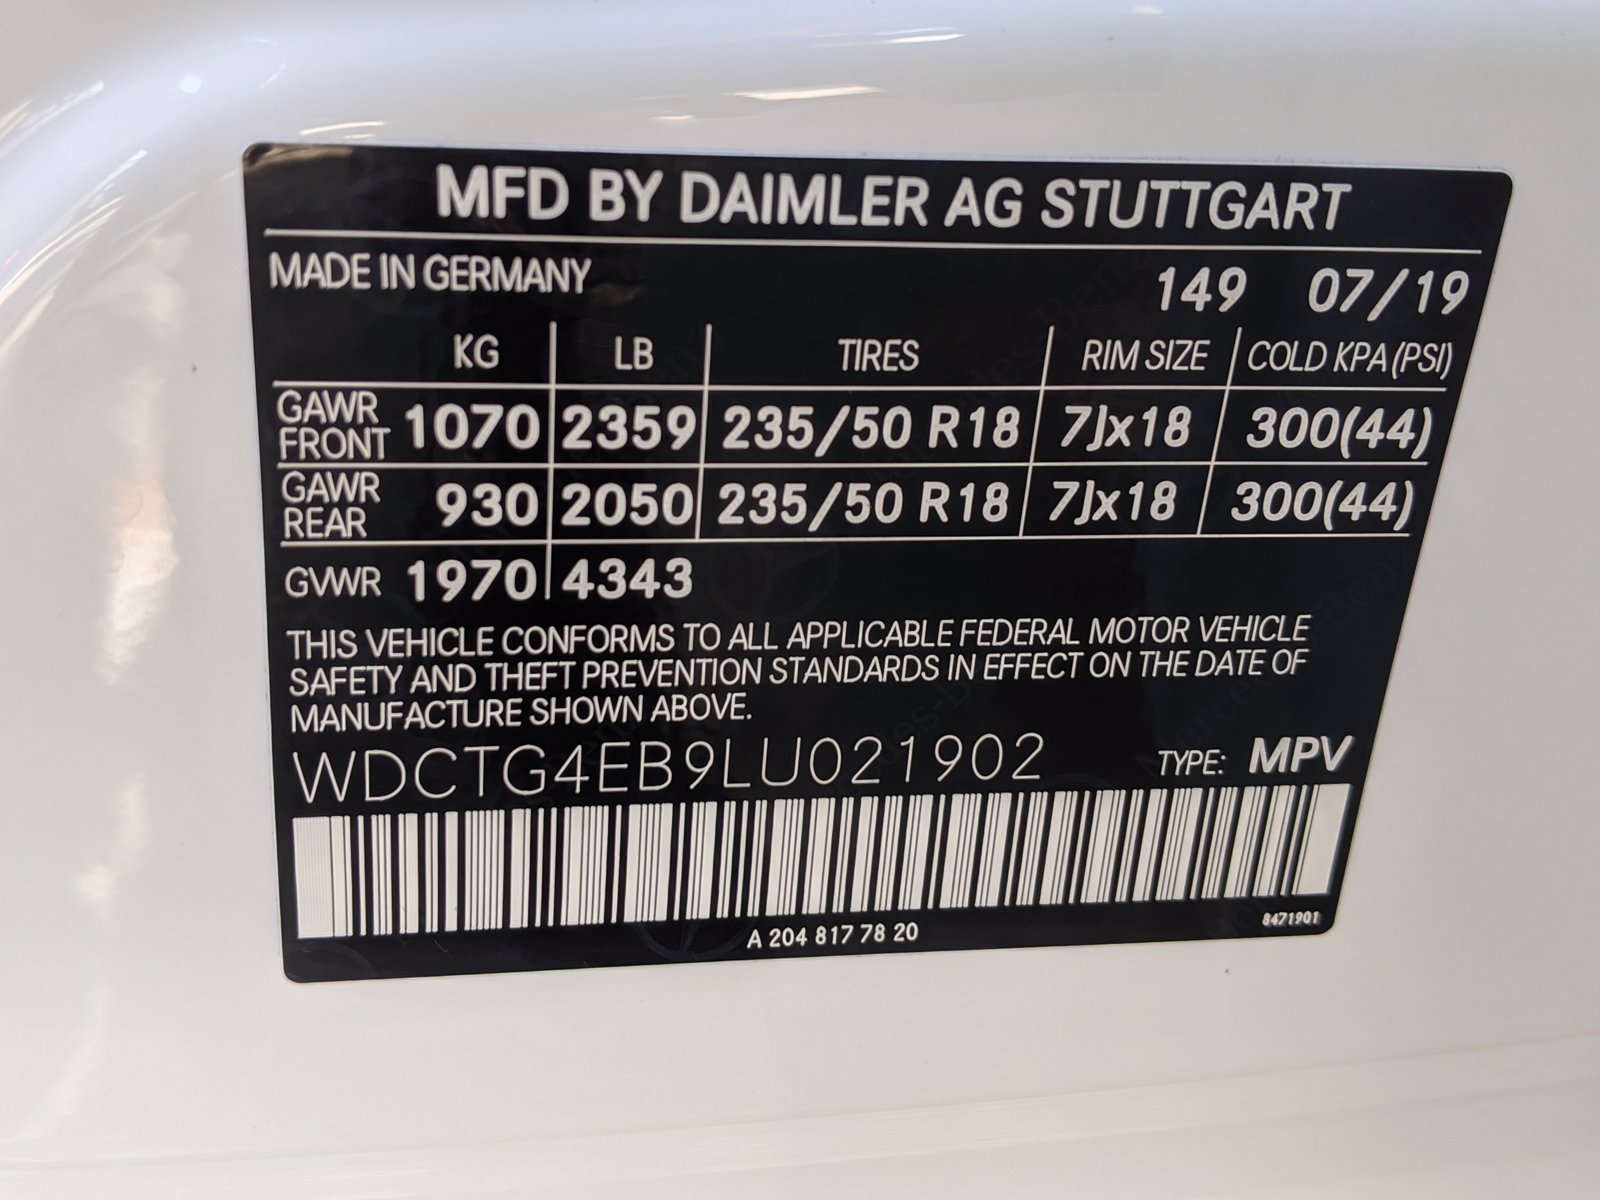 MFD BY DAIMLER AG STUTTGART
MADE IN GERMANY 149 07/19
KG LB TIRES RIM SIZE COLD KPA(PSI)
GAWR FRONT 1070 2359 235/50 R18 7Jx18 300(44)
GAWR REAR 930 2050 235/50 R18 7Jx18 300(44)
GVWR 1970 4343
THIS VEHICLE CONFORMS TO ALL APPLICABLE FEDERAL MOTOR VEHICLE
SAFETY AND THEFT PREVENTION STANDARDS IN EFFECT ON THE DATE OF
MANUFACTURE SHOWN ABOVE.
WDCTG4EB9LU021902 TYPE: MPV
A 204 817 78 20
8471901